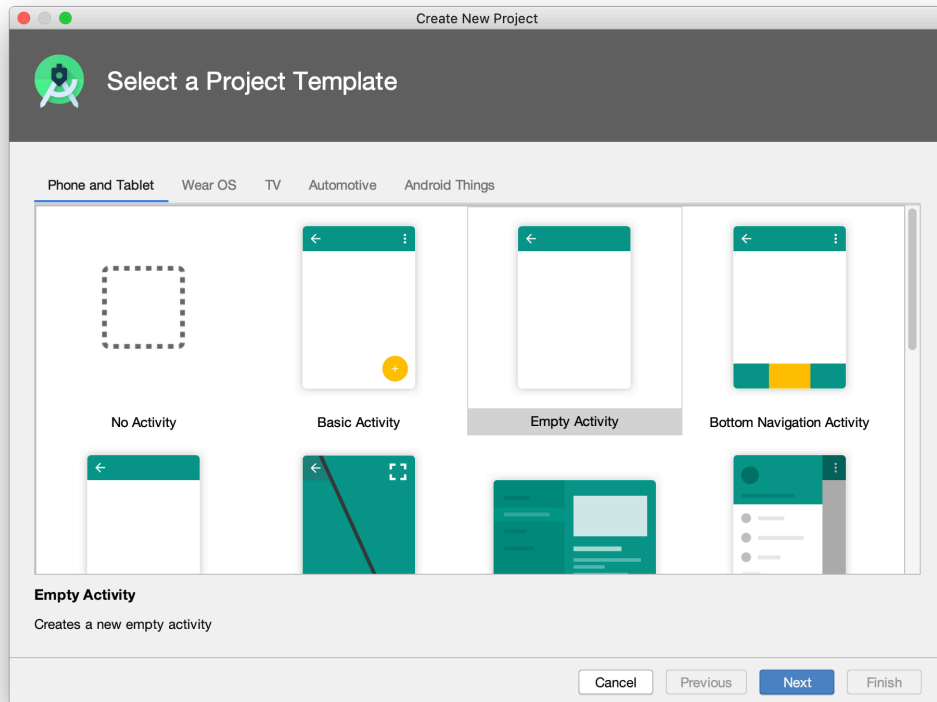 Create New Project
Select a Project Template
Phone and Tablet Wear OS TV Automotive Android Things
No Activity Basic Activity Empty Activity Bottom Navigation Activity
Empty Activity
Creates a new empty activity
Cancel Previous Next Finish